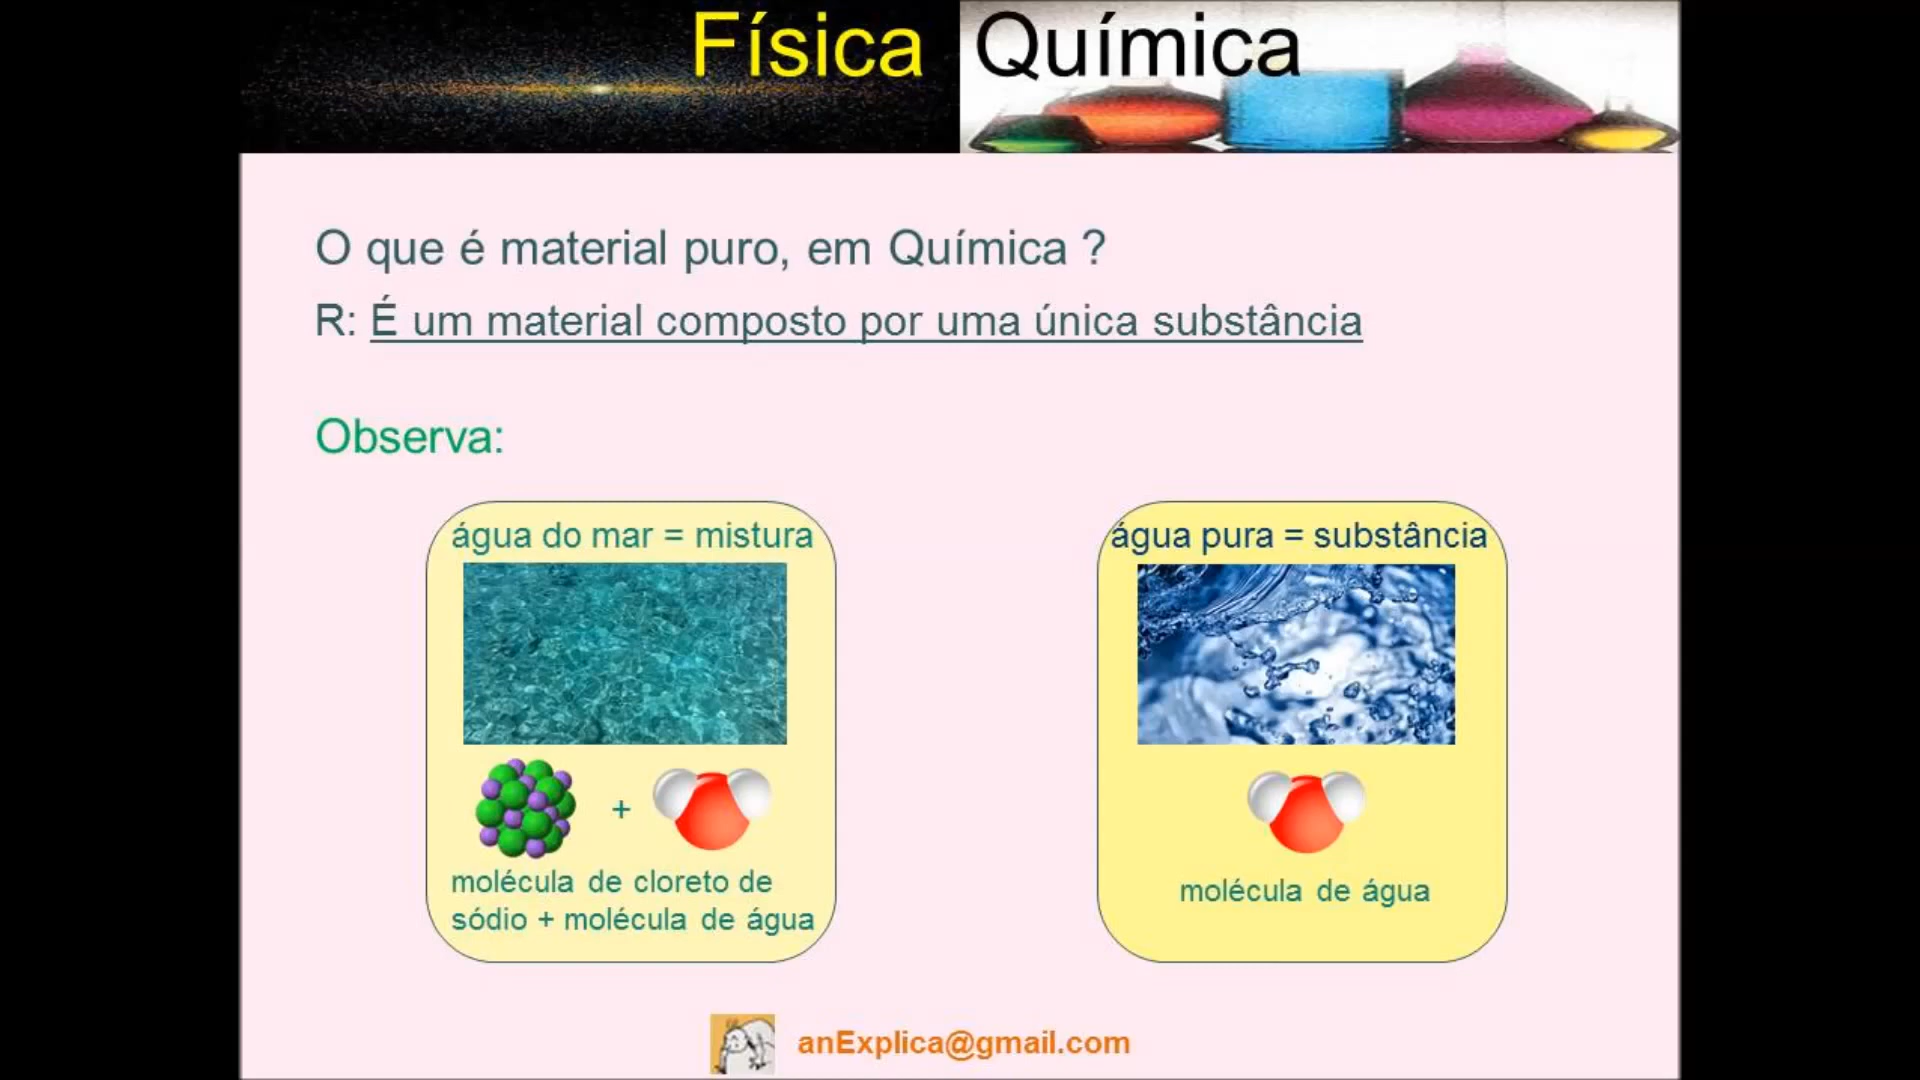 Física Química
O que é material puro, em Química ?
R: É um material composto por uma única substância
Observa:
água do mar = mistura
+
molécula de cloreto de
sódio + molécula de água
água pura = substância
molécula de água
anExplica@gmail.com